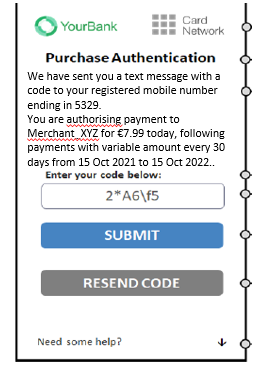 YourBank
Card
Network
Purchase Authentication
We have sent you a text message with a
code to your registered mobile number
ending in 5329.
You are authorising payment to
Merchant_XYZ for €7.99 today, following
payments with variable amount every 30
days from 15 Oct 2021 to 15 Oct 2022..
Enter your code below:
2*A6\f5
SUBMIT
RESEND CODE
Need some help?